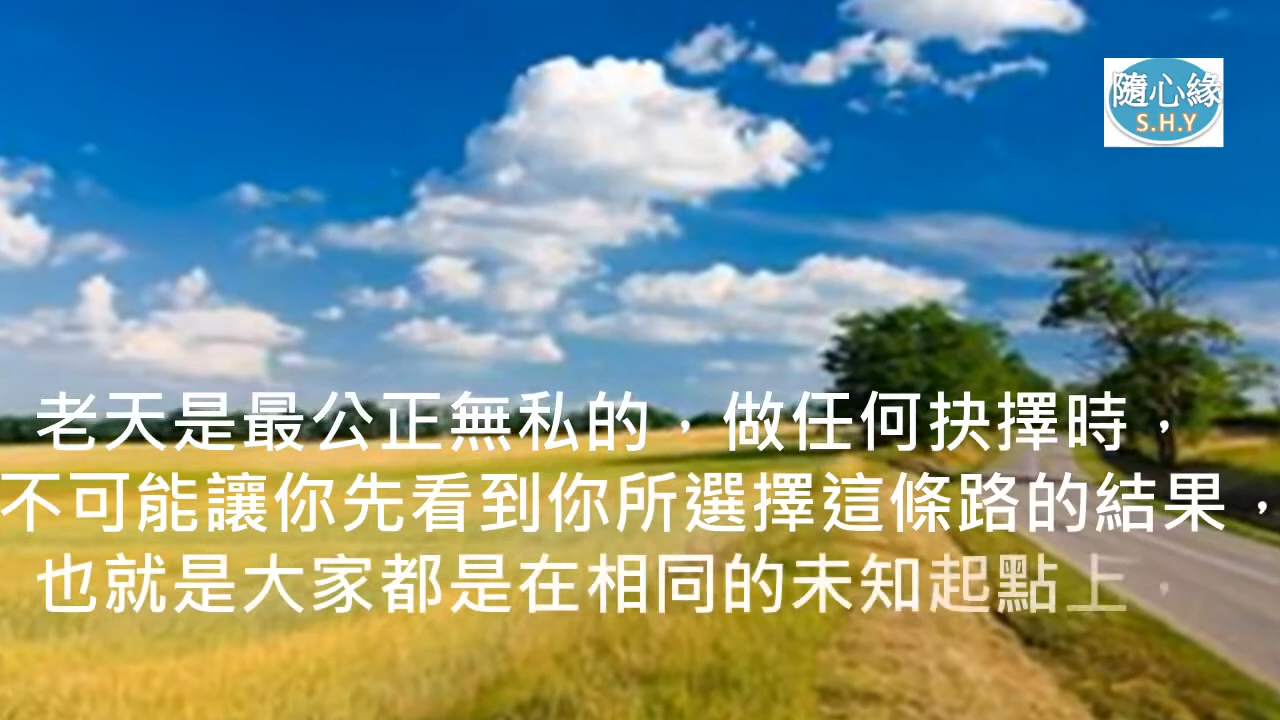 隨心緣
S.H.Y
老天是最公正無私的，做任何抉擇時，
不可能讓你先看到你所選擇這條路的結果，
也就是大家都是在相同的未知起點上，